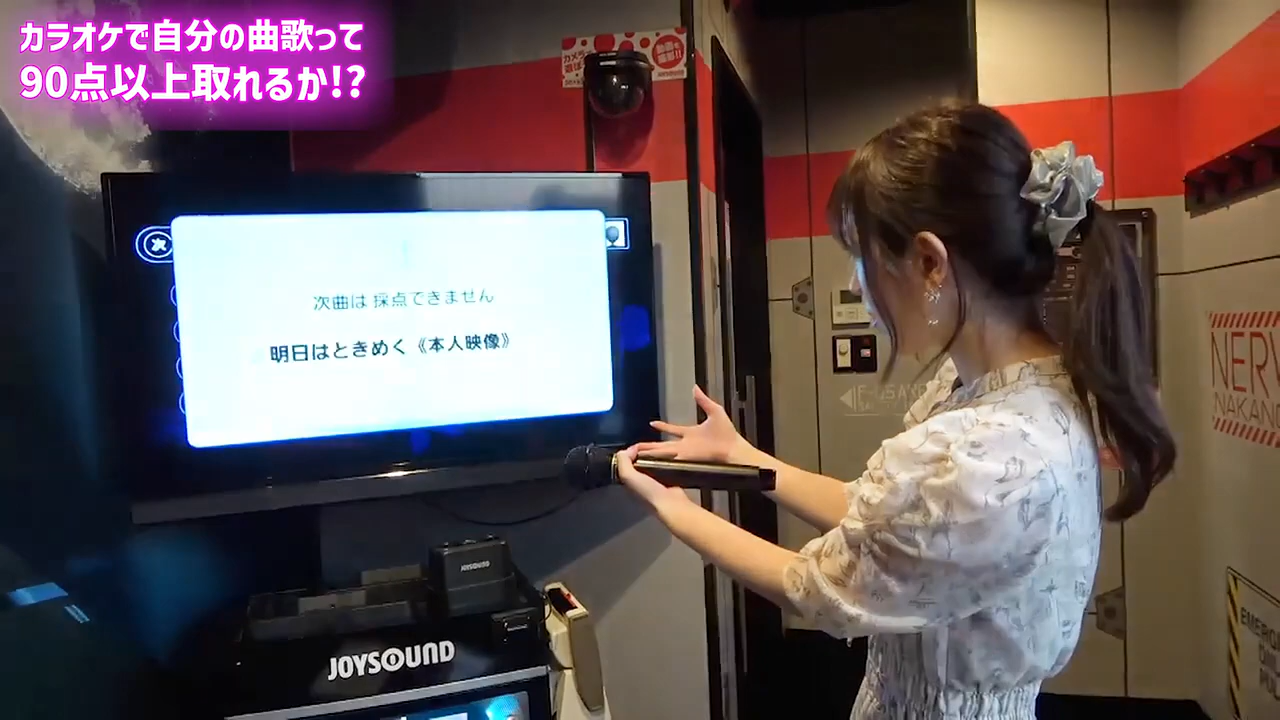 カラオケで自分の曲歌って
90点以上取れるか!?
次
次曲は 採点できません
明日はときめく《本人映像》
JOYSOUND
JOYSOUND
NERV
NAKANO